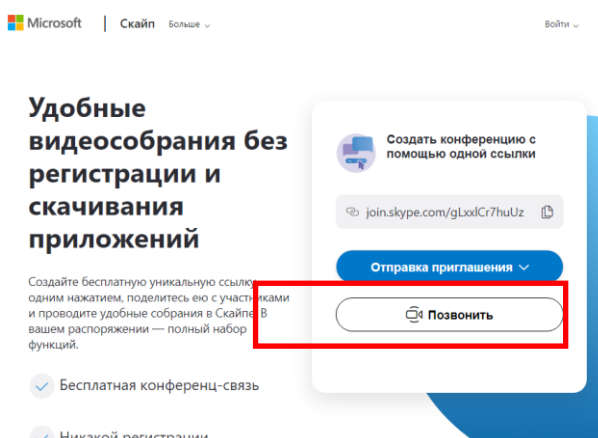 Microsoft Скайп Больше Войти
Удобные
видеособрания без
регистрации и
скачивания
приложений
Создайте бесплатную уникальную ссылку
одним нажатием, поделитесь ею с участниками
и проводите удобные собрания в Скайпе. В
вашем распоряжении — полный набор
функций.
Бесплатная конференц-связь
Никакой регистрации
Создать конференцию с
помощью одной ссылки
join.skype.com/gLxxlCr7huUz
Отправка приглашения
Позвонить